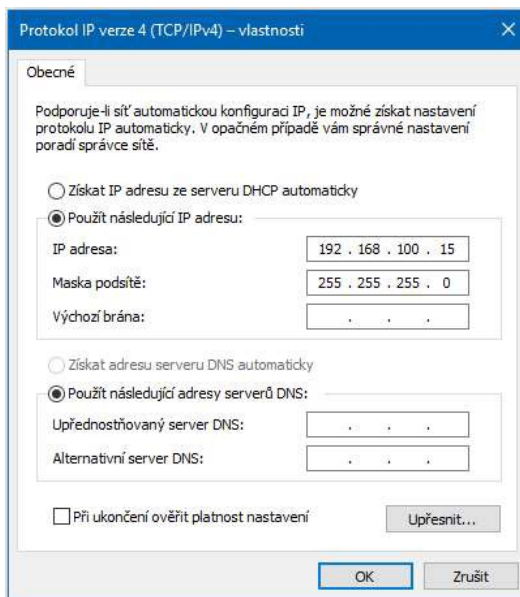 Protokol IP verze 4 (TCP/IPv4) – vlastnosti
Obecné
Podporuje-li síť automatickou konfiguraci IP, je možné získat nastavení
protokolu IP automaticky. V opačném případě vám správné nastavení
poradí správce sítě.
Získat IP adresu ze serveru DHCP automaticky
Použít následující IP adresu:
IP adresa: 192 . 168 . 100 . 15
Maska podsítě: 255 . 255 . 255 . 0
Výchozí brána: . . .
Získat adresu serveru DNS automaticky
Použít následující adresy serverů DNS:
Upřednostňovaný server DNS: . . .
Alternativní server DNS: . . .
Při ukončení ověřit platnost nastavení
Upřesnit...
OK Zrušit